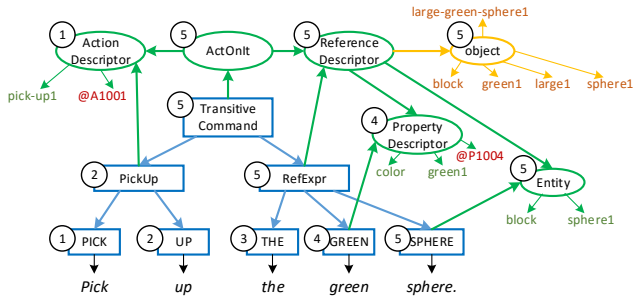 large-green-sphere1
1 Action Descriptor
5 ActOnIt
5 Reference Descriptor
5 object
pick-up1
@A1001
block
green1
large1
sphere1
5 Transitive Command
4 Property Descriptor
@P1004
color
green1
2 PickUp
5 RefExpr
5 Entity
block
sphere1
1 PICK
2 UP
3 THE
4 GREEN
5 SPHERE
Pick up the green sphere.